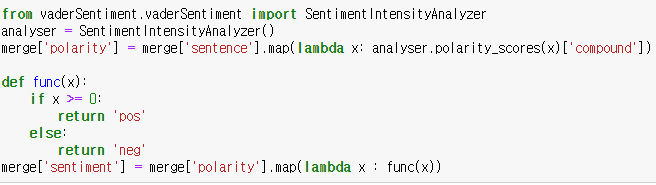 from vaderSentiment.vaderSentiment import SentimentIntensityAnalyzer
analyser = SentimentIntensityAnalyzer()
merge['polarity'] = merge['sentence'].map(lambda x: analyser.polarity_scores(x)['compound'])

def func(x):
    if x >= 0:
        return 'pos'
    else:
        return 'neg'
merge['sentiment'] = merge['polarity'].map(lambda x : func(x))